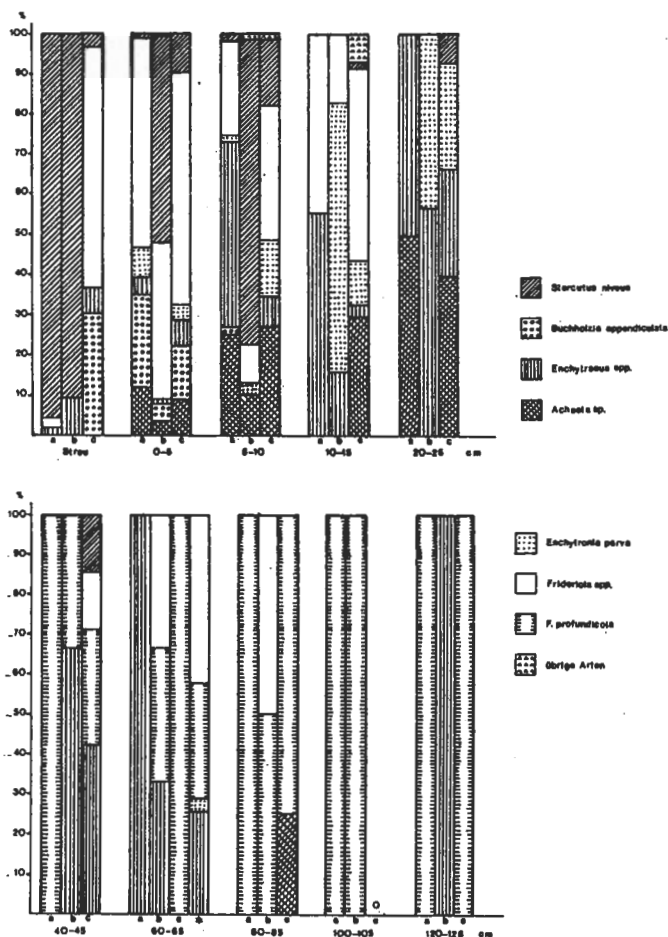 %
100
90
80
70
60
50
40
30
20
10
a b c
a b c
a b c
a b c
a b c
Streu 0-5 5-10 10-15 20-25 cm
Stercutus niveus
Buchholzia appendiculata
Enchytraeus spp.
Achaeta sp.
%
100
90
80
70
60
50
40
30
20
10
a b c
a b c
a b c
a b c
a b c
40-45 60-65 80-85 100-105 120-125 cm
Enchytronia parva
Fridericia spp.
F. profundicola
Übrige Arten
O